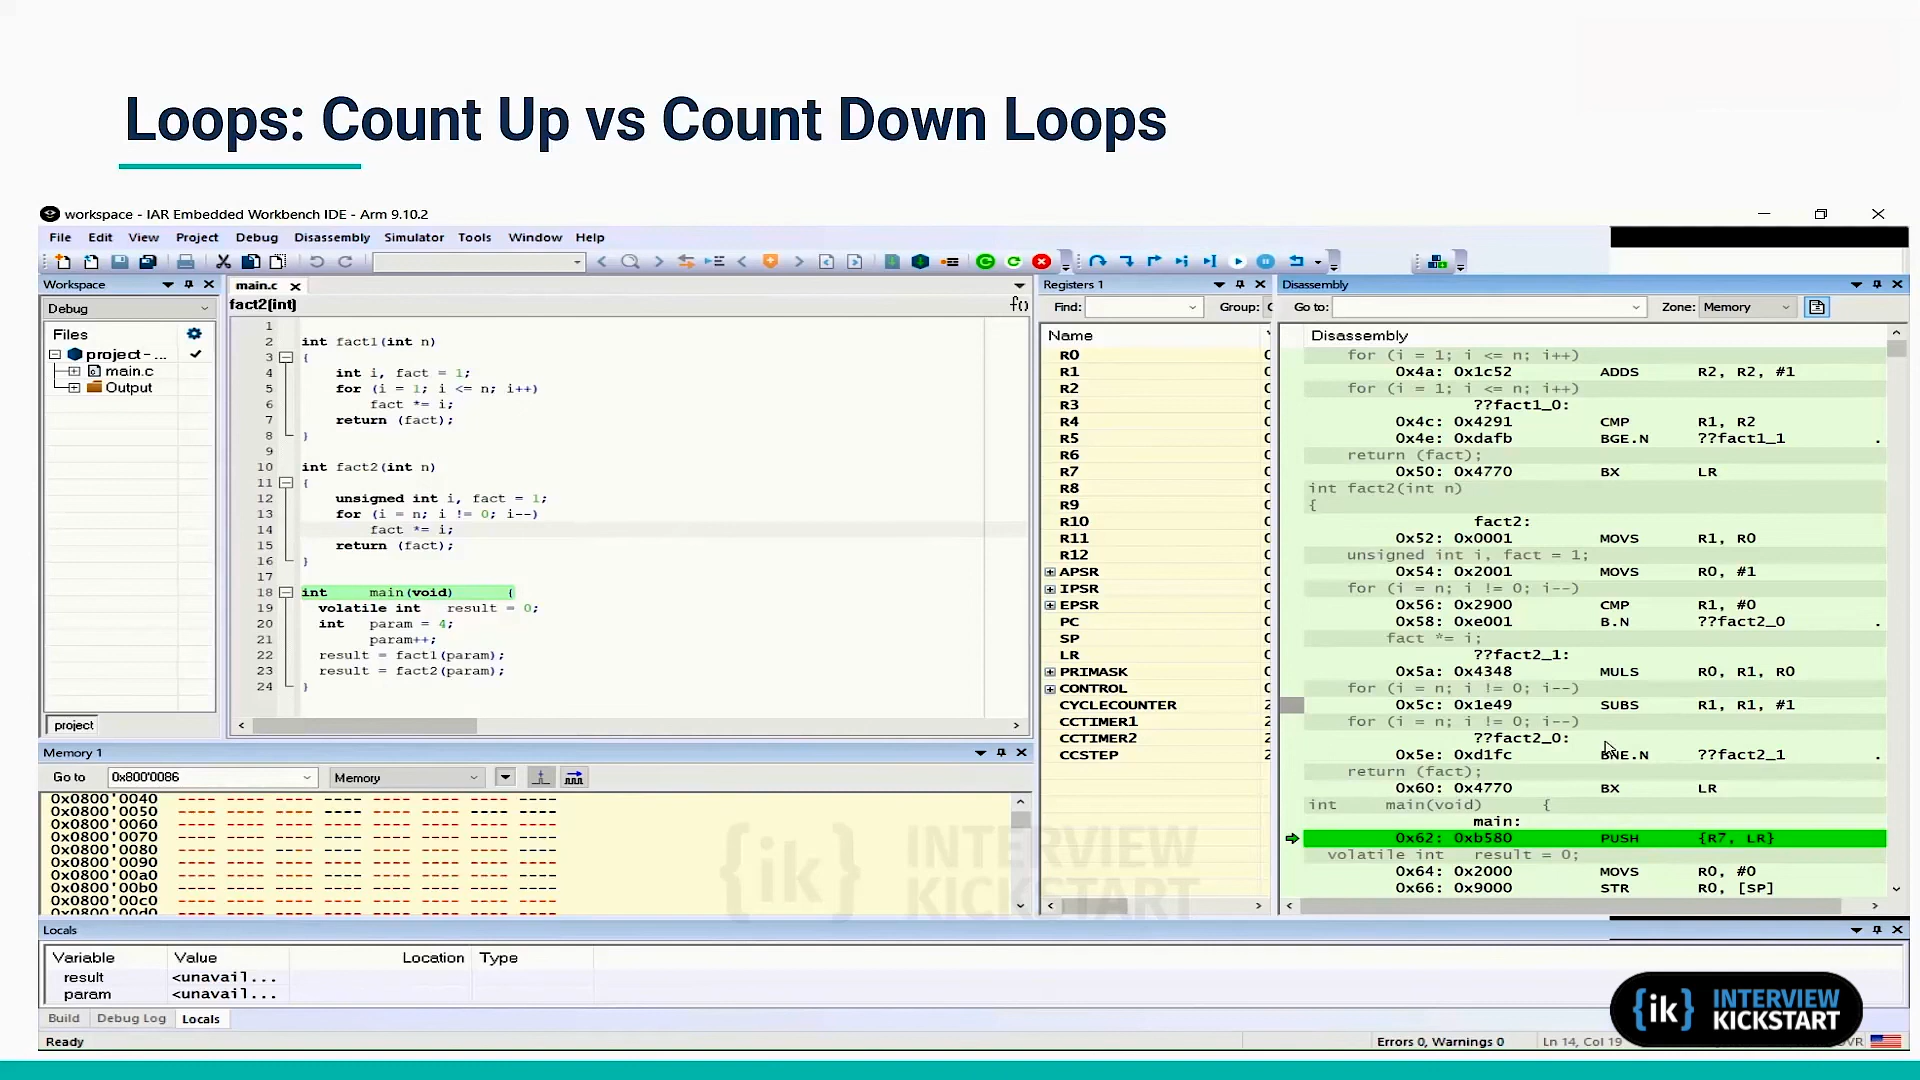 Loops: Count Up vs Count Down Loops
workspace - IAR Embedded Workbench IDE - Arm 9.10.2
File Edit View Project Debug Disassembly Simulator Tools Window Help
Workspace
Debug
Files
project - ...
main.c
Output
project
main.c
fact2(int)
f()
1
2 int fact1(int n)
3 {
4 int i, fact = 1;
5 for (i = 1; i <= n; i++)
6 fact *= i;
7 return (fact);
8 }
9
10 int fact2(int n)
11 {
12 unsigned int i, fact = 1;
13 for (i = n; i != 0; i--)
14 fact *= i;
15 return (fact);
16 }
17
18 int main(void) {
19 volatile int result = 0;
20 int param = 4;
21 param++;
22 result = fact1(param);
23 result = fact2(param);
24 }
Registers 1
Find: Group:
Name
R0
R1
R2
R3
R4
R5
R6
R7
R8
R9
R10
R11
R12
APSR
IPSR
EPSR
PC
SP
LR
PRIMASK
CONTROL
CYCLECOUNTER 2
CCTIMER1 2
CCTIMER2 2
CCSTEP 2
Disassembly
Go to: Zone: Memory
Disassembly
for (i = 1; i <= n; i++)
0x4a: 0x1c52 ADDS R2, R2, #1
for (i = 1; i <= n; i++)
??fact1_0:
0x4c: 0x4291 CMP R1, R2
0x4e: 0xdafb BGE.N ??fact1_1 .
return (fact);
0x50: 0x4770 BX LR
int fact2(int n)
{
fact2:
0x52: 0x0001 MOVS R1, R0
unsigned int i, fact = 1;
0x54: 0x2001 MOVS R0, #1
for (i = n; i != 0; i--)
0x56: 0x2900 CMP R1, #0
0x58: 0xe001 B.N ??fact2_0 .
fact *= i;
??fact2_1:
0x5a: 0x4348 MULS R0, R1, R0
for (i = n; i != 0; i--)
0x5c: 0x1e49 SUBS R1, R1, #1
for (i = n; i != 0; i--)
??fact2_0:
0x5e: 0xd1fc BNE.N ??fact2_1 .
return (fact);
0x60: 0x4770 BX LR
int main(void) {
main:
0x62: 0xb580 PUSH {R7, LR}
volatile int result = 0;
0x64: 0x2000 MOVS R0, #0
0x66: 0x9000 STR R0, [SP]
Memory 1
Go to 0x800'0086 Memory
0x0800'0040 ---- ---- ---- ---- ---- ---- ---- ----
0x0800'0050 ---- ---- ---- ---- ---- ---- ---- ----
0x0800'0060 ---- ---- ---- ---- ---- ---- ---- ----
0x0800'0070 ---- ---- ---- ---- ---- ---- ---- ----
0x0800'0080 ---- ---- ---- ---- ---- ---- ---- ----
0x0800'0090 ---- ---- ---- ---- ---- ---- ---- ----
0x0800'00a0 ---- ---- ---- ---- ---- ---- ---- ----
0x0800'00b0 ---- ---- ---- ---- ---- ---- ---- ----
0x0800'00c0 ---- ---- ---- ---- ---- ---- ---- ----
0x0800'00d0 ---- ---- ---- ---- ---- ---- ---- ----
{ik} INTERVIEW
KICKSTART
Locals
Variable Value Location Type
result <unavail...
param <unavail...
Build Debug Log Locals
Ready
Errors 0, Warnings 0 Ln 14, Col 19
{ik} INTERVIEW
KICKSTART